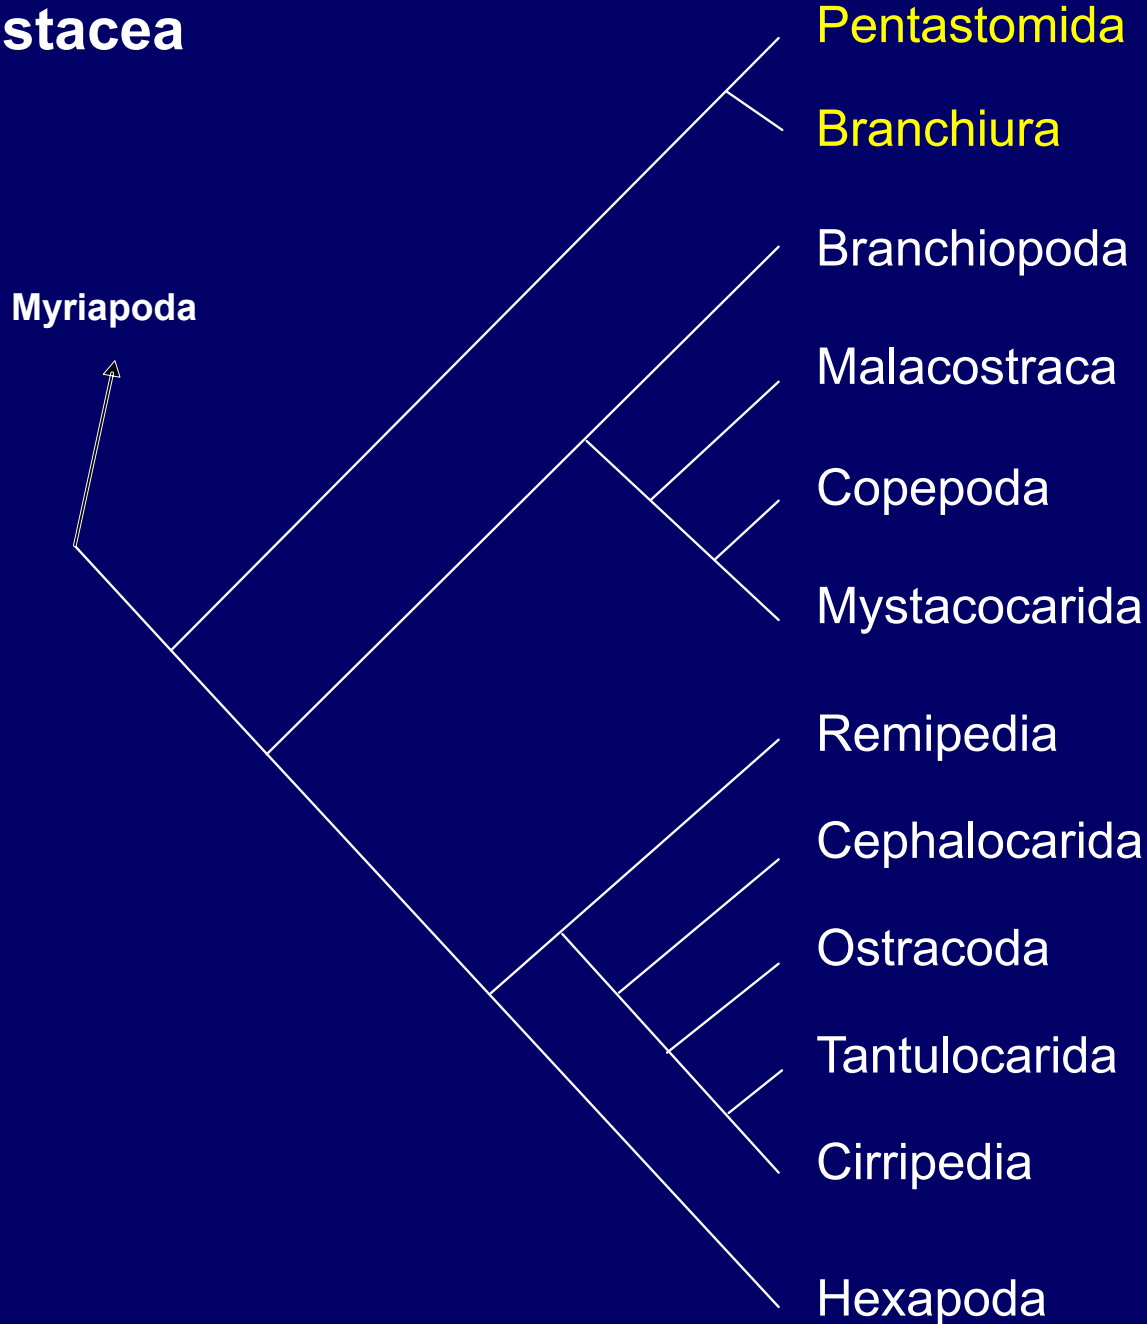 stacea
Pentastomida
Branchiura
Branchiopoda
Myriapoda
Malacostraca
Copepoda
Mystacocarida
Remipedia
Cephalocarida
Ostracoda
Tantulocarida
Cirripedia
Hexapoda